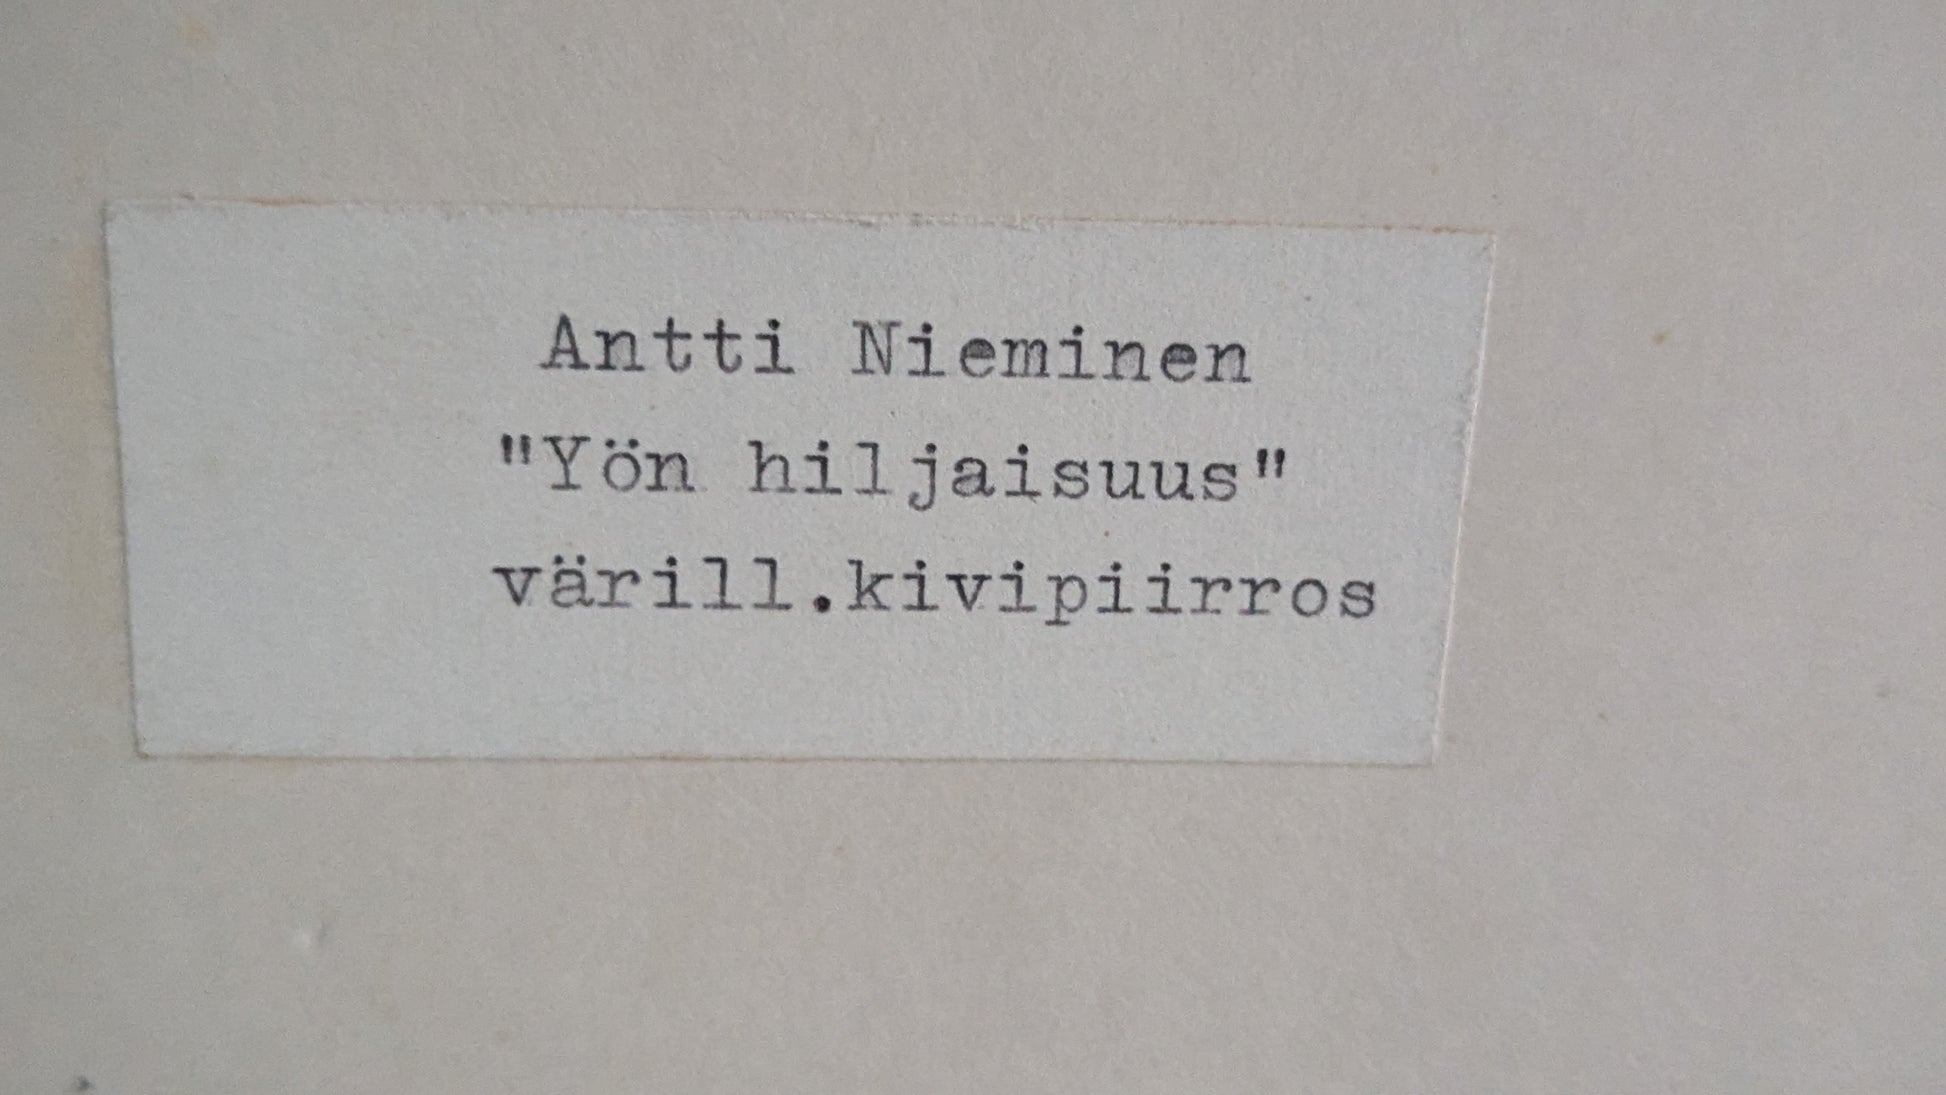 Antti Nieminen
"Yön hiljaisuus"
värill.kivipiirros